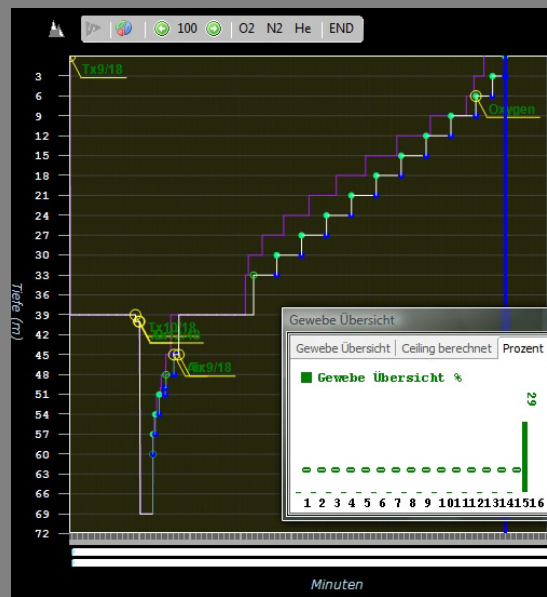 100 O2 N2 He END
Tx9/18
3
6
Oxygen
9
12
15
18
21
24
27
30
33
36
39
Tx10/18
42
45
48
51
54
57
60
63
66
69
72
Tiefe (m)
Minuten
Gewebe Übersicht
Gewebe Übersicht Ceiling berechnet Prozent
Gewebe Übersicht %
29
1 2 3 4 5 6 7 8 9 10 11 12 13 14 15 16